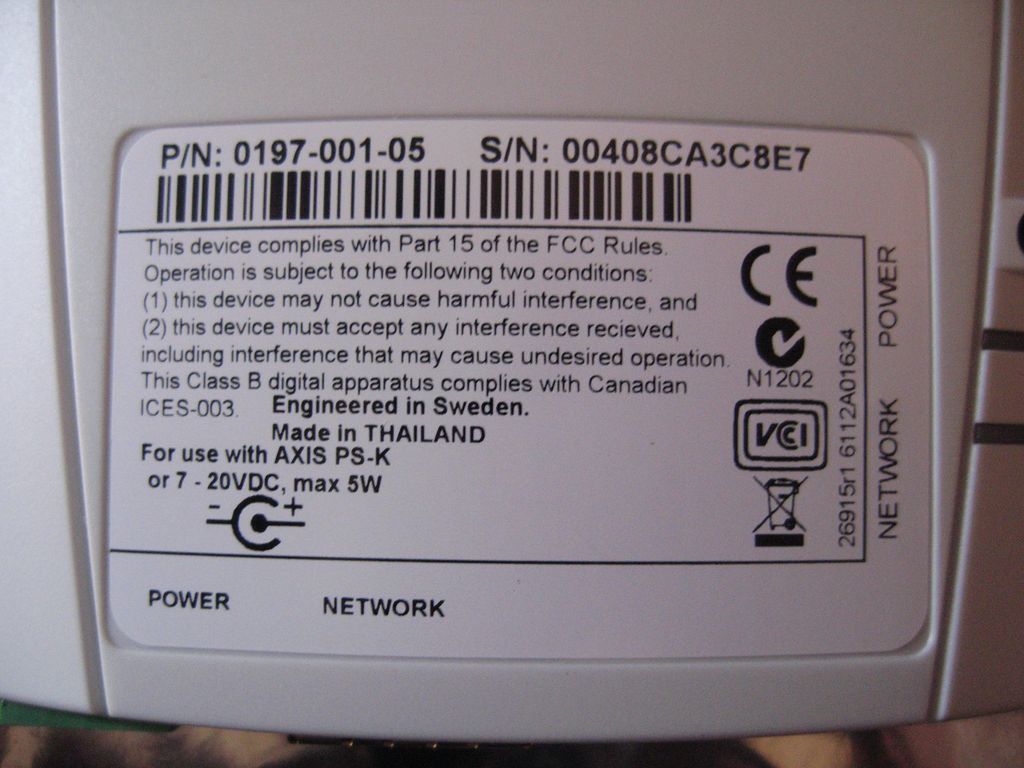 P/N: 0197-001-05 S/N: 00408CA3C8E7
This device complies with Part 15 of the FCC Rules.
Operation is subject to the following two conditions:
(1) this device may not cause harmful interference, and
(2) this device must accept any interference recieved,
including interference that may cause undesired operation.
This Class B digital apparatus complies with Canadian
ICES-003. Engineered in Sweden.
Made in THAILAND
For use with AXIS PS-K
or 7 - 20VDC, max 5W
- +
CE
N1202
VCI
26915r1 6112A01634
NETWORK POWER
POWER NETWORK